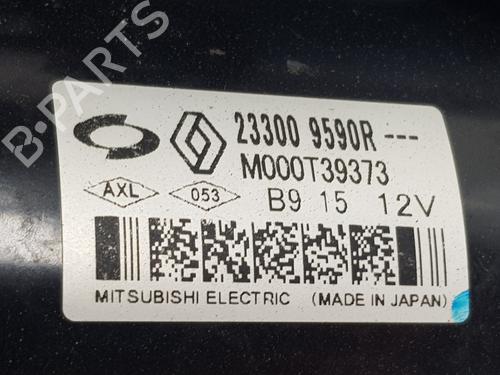 23300 9590R ---
M000T39373
AXL 053 B9 15 12V
MITSUBISHI ELECTRIC (MADE IN JAPAN)
B-PARTS